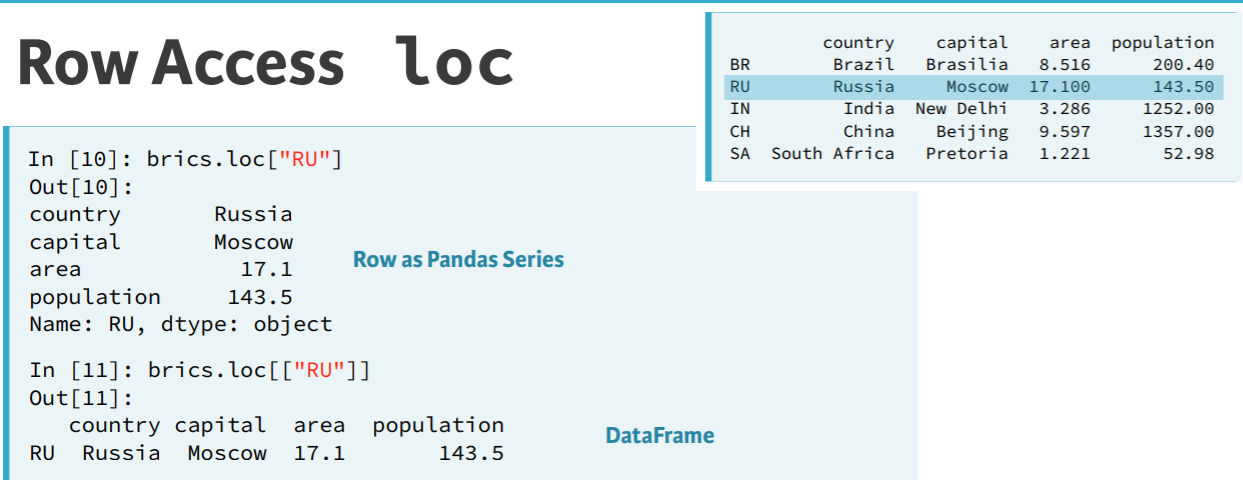 Row Access loc
country capital area population
BR Brazil Brasilia 8.516 200.40
RU Russia Moscow 17.100 143.50
IN India New Delhi 3.286 1252.00
CH China Beijing 9.597 1357.00
SA South Africa Pretoria 1.221 52.98
In [10]: brics.loc["RU"]
Out[10]:
country Russia
capital Moscow
area 17.1
population 143.5
Name: RU, dtype: object
Row as Pandas Series
In [11]: brics.loc[["RU"]]
Out[11]:
country capital area population
RU Russia Moscow 17.1 143.5
DataFrame